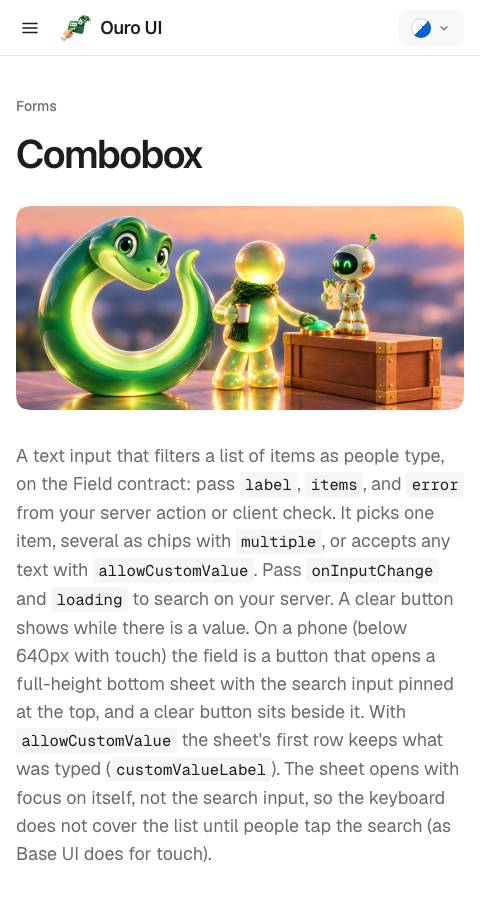 Ouro UI
Forms
Combobox
A text input that filters a list of items as people type,
on the Field contract: pass label, items, and error
from your server action or client check. It picks one
item, several as chips with multiple, or accepts any
text with allowCustomValue. Pass onInputChange
and loading to search on your server. A clear button
shows while there is a value. On a phone (below
640px with touch) the field is a button that opens a
full-height bottom sheet with the search input pinned
at the top, and a clear button sits beside it. With
allowCustomValue the sheet's first row keeps what
was typed (customValueLabel). The sheet opens with
focus on itself, not the search input, so the keyboard
does not cover the list until people tap the search (as
Base UI does for touch).